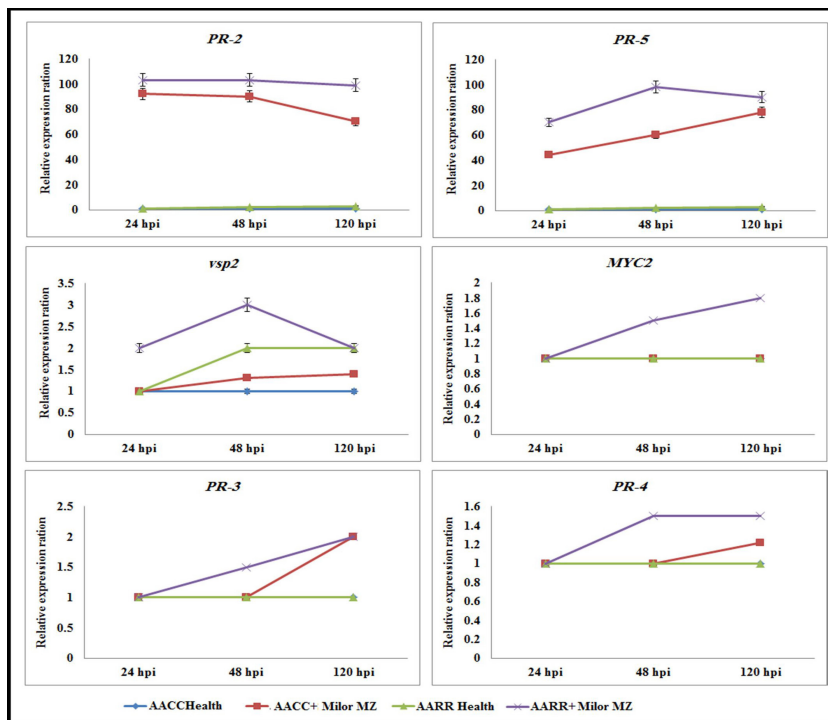 PR-2
Relative expression ration
120
100
80
60
40
20
0
24 hpi 48 hpi 120 hpi
PR-5
Relative expression ration
120
100
80
60
40
20
0
24 hpi 48 hpi 120 hpi
vsp2
Relative expression ration
3.5
3
2.5
2
1.5
1
0.5
0
24 hpi 48 hpi 120 hpi
MYC2
Relative expression ration
2
1.8
1.6
1.4
1.2
1
0.8
0.6
0.4
0.2
0
24 hpi 48 hpi 120 hpi
PR-3
Relative expression ration
2.5
2
1.5
1
0.5
0
24 hpi 48 hpi 120 hpi
PR-4
Relative expression ration
1.6
1.4
1.2
1
0.8
0.6
0.4
0.2
0
24 hpi 48 hpi 120 hpi
AACCHealth AACC+ Milor MZ AARR Health AARR+Milor MZ